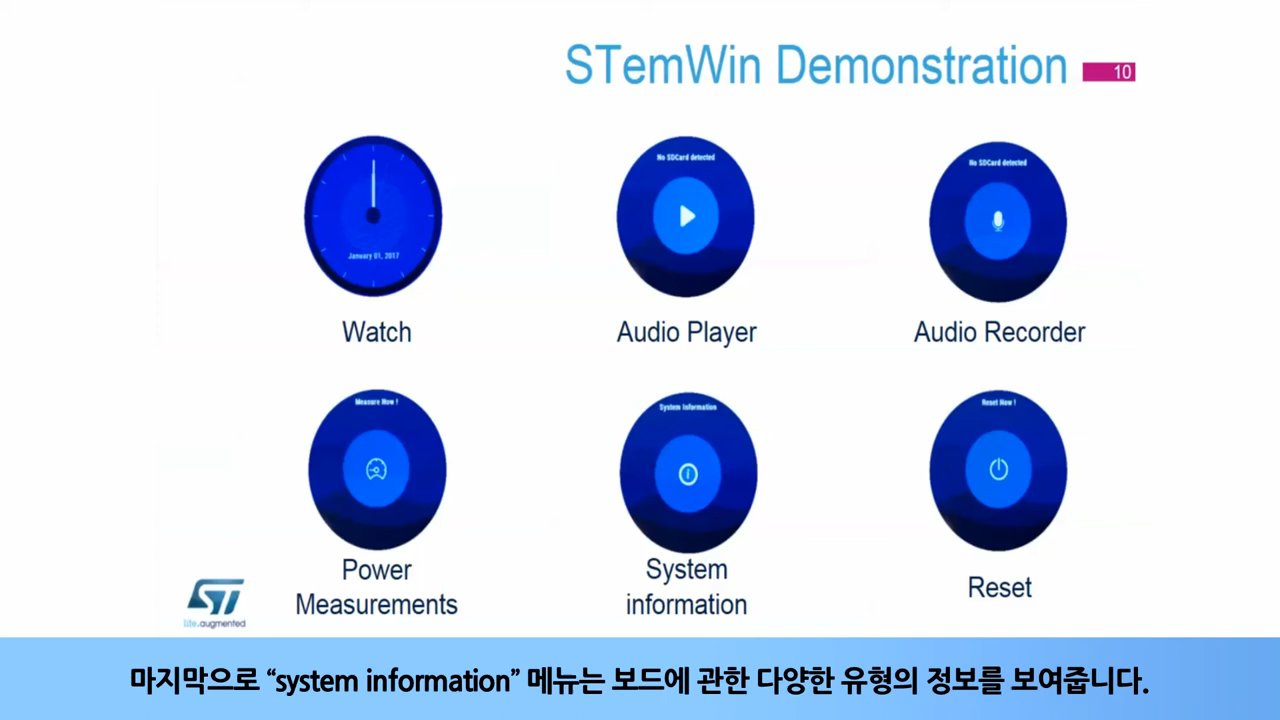 STemWin Demonstration
10
January 01, 2017
No SDCard detected
No SDCard detected
Watch
Audio Player
Audio Recorder
Measure Now !
System Information
Reset Now !
Power
Measurements
System
information
Reset
ST
life.augmented
마지막으로 “system information” 메뉴는 보드에 관한 다양한 유형의 정보를 보여줍니다.